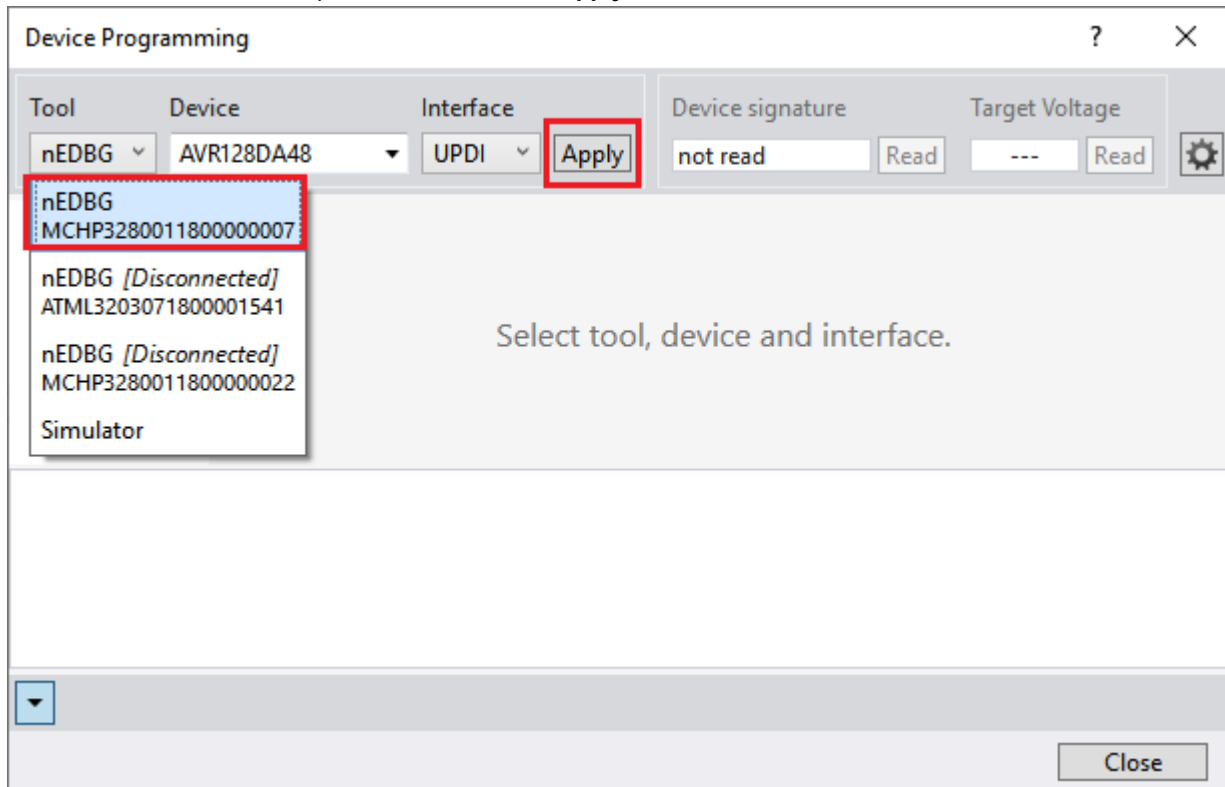 Device Programming ? ×
Tool Device Interface Device signature Target Voltage
nEDBG AVR128DA48 UPDI Apply not read Read --- Read
nEDBG
MCHP3280011800000007
nEDBG [Disconnected]
ATML3203071800001541
nEDBG [Disconnected]
MCHP3280011800000022
Simulator
Select tool, device and interface.
Close